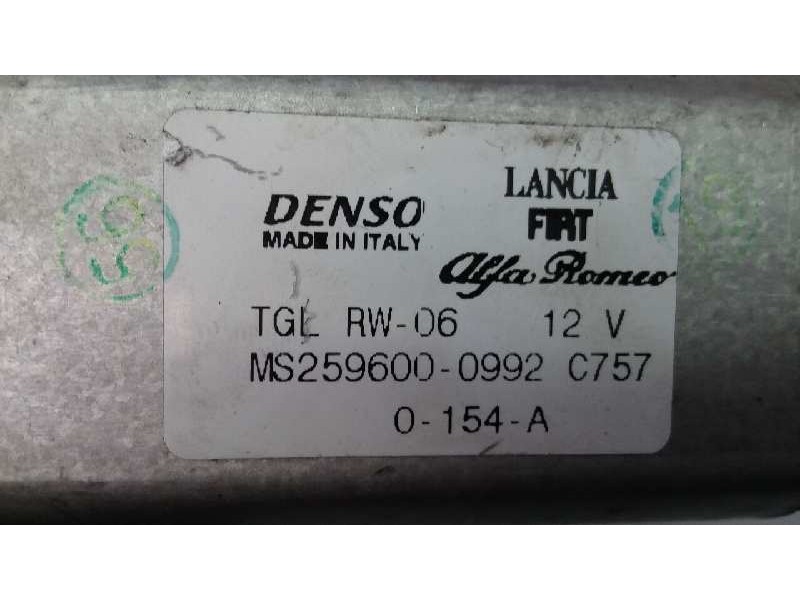 LANCIA
DENSO FIAT
MADE IN ITALY
Alfa Romeo
TGL RW-06 12 V
MS259600-0992 C757
0-154-A